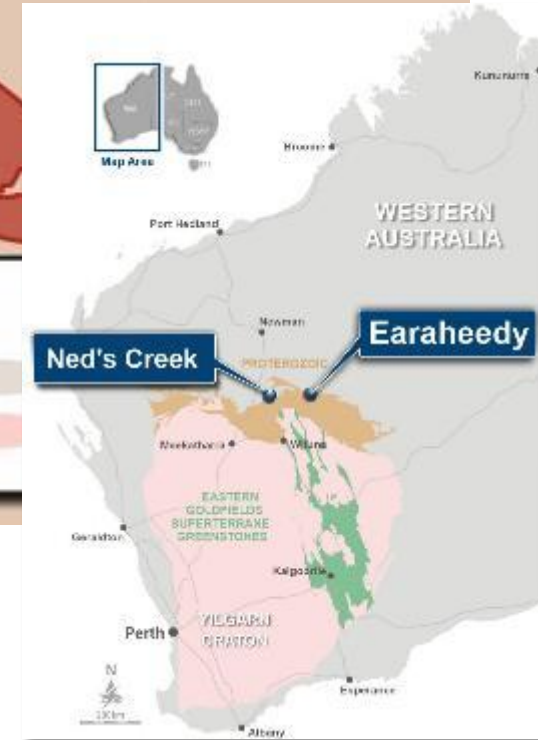 Kununurra
Map Area
Broome
WESTERN
AUSTRALIA
Port Hedland
Newman
Earaheedy
Ned's Creek
PROTEROZOIC
Meekatharra
Wiluna
EASTERN
GOLDFIELDS
SUPERTERRANE
GREENSTONES
Geraldton
Kalgoorlie
Perth
YILGARN
CRATON
N
Esperance
Albany